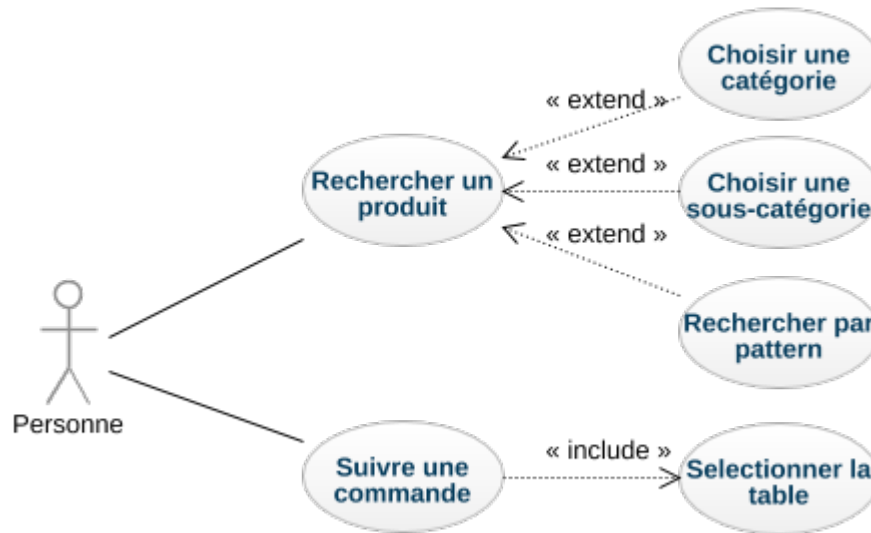 Choisir une
catégorie
« extend »
« extend »
Rechercher un
produit
Choisir une
sous-catégorie
« extend »
Rechercher par
pattern
Personne
« include »
Suivre une
commande
Selectionner la
table